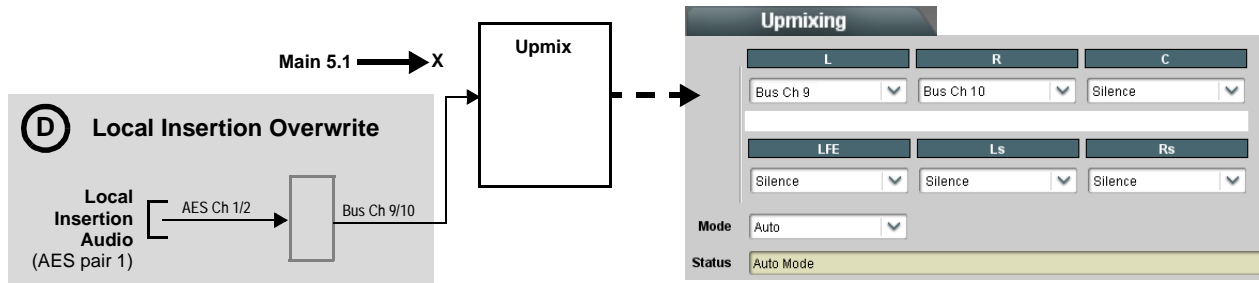 Main 5.1 X
Upmix
D Local Insertion Overwrite
Local
Insertion
Audio
(AES pair 1)
AES Ch 1/2
Bus Ch 9/10
Upmixing
L R C
Bus Ch 9 Bus Ch 10 Silence
LFE Ls Rs
Silence Silence Silence
Mode Auto
Status Auto Mode